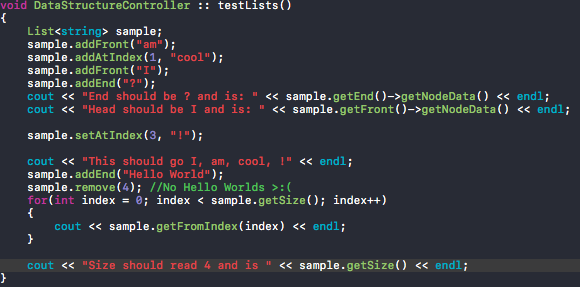 void DataStructureController :: testLists()
{
    List<string> sample;
    sample.addFront("am");
    sample.addAtIndex(1, "cool");
    sample.addFront("I");
    sample.addEnd("?");
    cout << "End should be ? and is: " << sample.getEnd()->getNodeData() << endl;
    cout << "Head should be I and is: " << sample.getFront()->getNodeData() << endl;
    sample.setAtIndex(3, "!");
    cout << "This should go I, am, cool, !" << endl;
    sample.addEnd("Hello World");
    sample.remove(4); //No Hello Worlds >:(
    for(int index = 0; index < sample.getSize(); index++)
    {
        cout << sample.getFromIndex(index) << endl;
    }
    cout << "Size should read 4 and is " << sample.getSize() << endl;
}